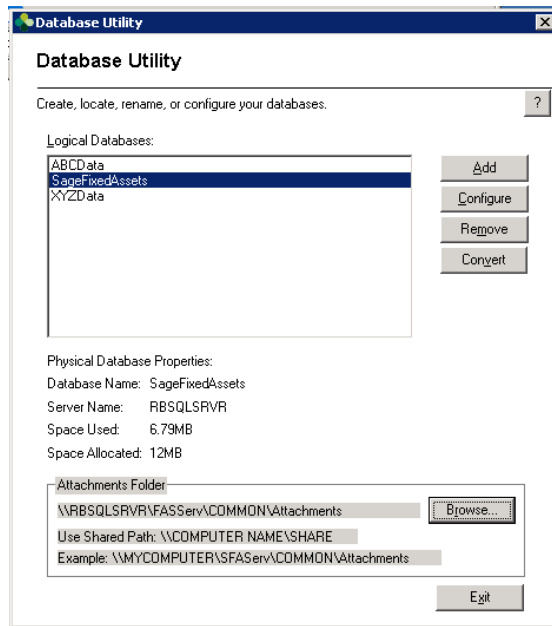 Database Utility
Database Utility
Create, locate, rename, or configure your databases.
?
Logical Databases:
ABCData
SageFixedAssets
XYZData
Add
Configure
Remove
Convert
Physical Database Properties:
Database Name: SageFixedAssets
Server Name: RBSQLSRVR
Space Used: 6.79MB
Space Allocated: 12MB
Attachments Folder
\\RBSQLSRVR\FASServ\COMMON\Attachments
Browse...
Use Shared Path: \\COMPUTER NAME\SHARE
Example: \\MYCOMPUTER\SFAServ\COMMON\Attachments
Exit